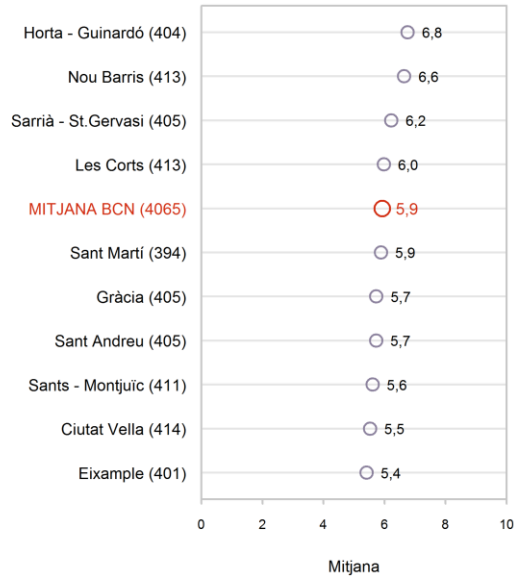 Horta - Guinardó (404) 6,8
Nou Barris (413) 6,6
Sarrià - St.Gervasi (405) 6,2
Les Corts (413) 6,0
MITJANA BCN (4065) 5,9
Sant Martí (394) 5,9
Gràcia (405) 5,7
Sant Andreu (405) 5,7
Sants - Montjuïc (411) 5,6
Ciutat Vella (414) 5,5
Eixample (401) 5,4
0 2 4 6 8 10
Mitjana